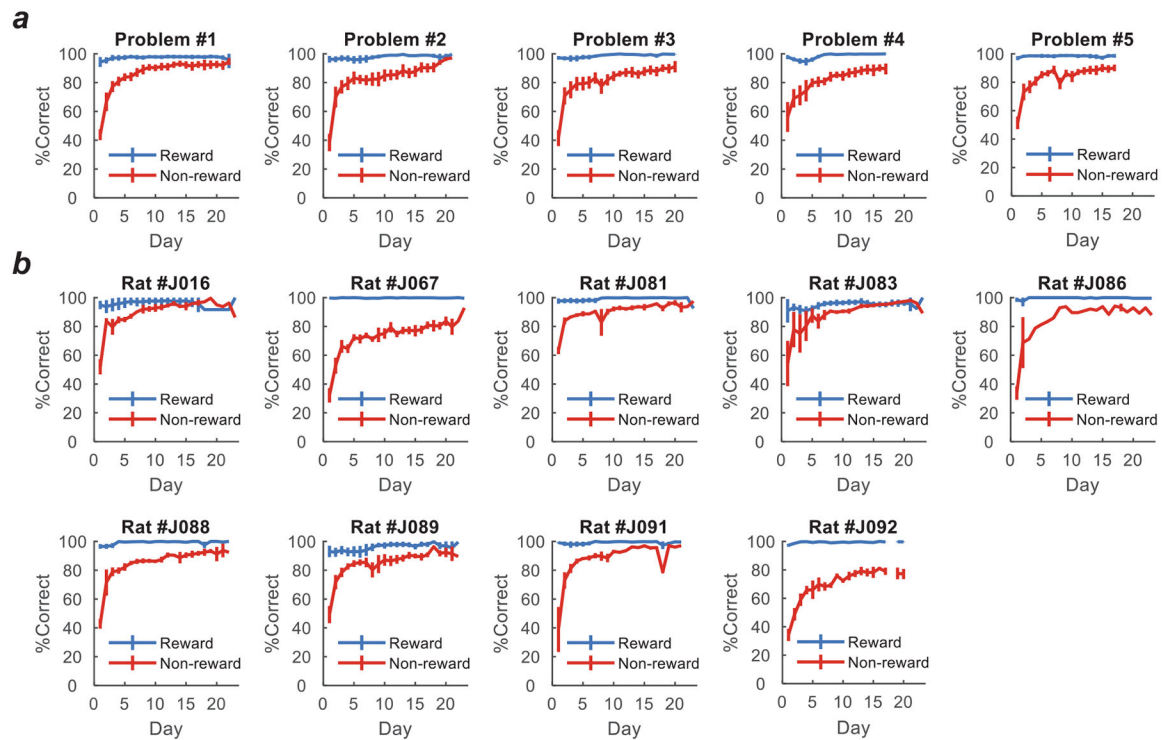 a
Problem #1
Problem #2
Problem #3
Problem #4
Problem #5
100
80
60
40
20
0
%Correct
Reward
Non-reward
0 5 10 15 20
Day
100
80
60
40
20
0
%Correct
Reward
Non-reward
0 5 10 15 20
Day
100
80
60
40
20
0
%Correct
Reward
Non-reward
0 5 10 15 20
Day
100
80
60
40
20
0
%Correct
Reward
Non-reward
0 5 10 15 20
Day
100
80
60
40
20
0
%Correct
Reward
Non-reward
0 5 10 15 20
Day
b
Rat #J016
Rat #J067
Rat #J081
Rat #J083
Rat #J086
100
80
60
40
20
0
%Correct
Reward
Non-reward
0 5 10 15 20
Day
100
80
60
40
20
0
%Correct
Reward
Non-reward
0 5 10 15 20
Day
100
80
60
40
20
0
%Correct
Reward
Non-reward
0 5 10 15 20
Day
100
80
60
40
20
0
%Correct
Reward
Non-reward
0 5 10 15 20
Day
100
80
60
40
20
0
%Correct
Reward
Non-reward
0 5 10 15 20
Day
Rat #J088
Rat #J089
Rat #J091
Rat #J092
100
80
60
40
20
0
%Correct
Reward
Non-reward
0 5 10 15 20
Day
100
80
60
40
20
0
%Correct
Reward
Non-reward
0 5 10 15 20
Day
100
80
60
40
20
0
%Correct
Reward
Non-reward
0 5 10 15 20
Day
100
80
60
40
20
0
%Correct
Reward
Non-reward
0 5 10 15 20
Day